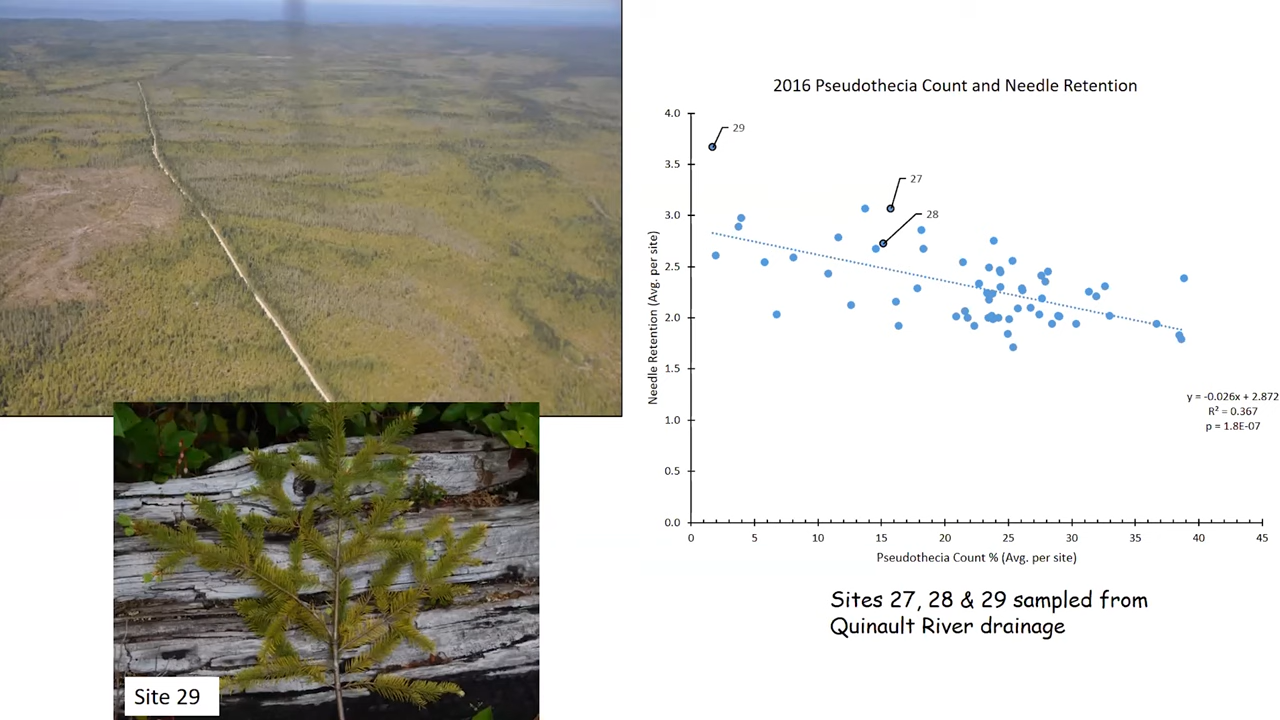 2016 Pseudothecia Count and Needle Retention
4.0
3.5
3.0
2.5
2.0
1.5
1.0
0.5
0.0
Needle Retention (Avg. per site)
29
27
28
y = -0.026x + 2.872
R² = 0.367
p = 1.8E-07
0 5 10 15 20 25 30 35 40 45
Pseudothecia Count % (Avg. per site)
Sites 27, 28 & 29 sampled from
Quinault River drainage
Site 29